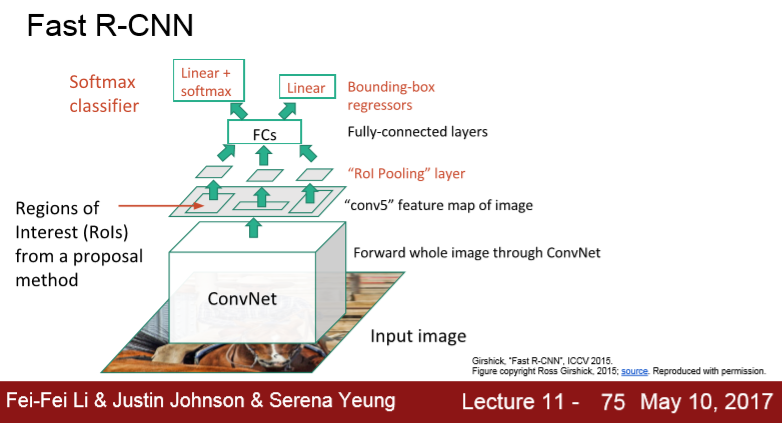 Fast R-CNN
Softmax
classifier
Linear +
softmax
Linear
Bounding-box
regressors
FCs
Fully-connected layers
"RoI Pooling" layer
Regions of
Interest (RoIs)
from a proposal
method
"conv5" feature map of image
Forward whole image through ConvNet
ConvNet
Input image
Girshick, "Fast R-CNN", ICCV 2015.
Figure copyright Ross Girshick, 2015; source. Reproduced with permission.
Fei-Fei Li & Justin Johnson & Serena Yeung
Lecture 11 - 75 May 10, 2017